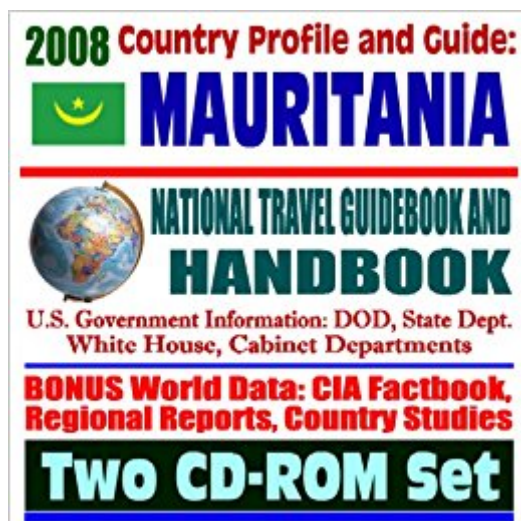 2008 Country Profile and Guide:
MAURITANIA
NATIONAL TRAVEL GUIDEBOOK AND
HANDBOOK
U.S. Government Information: DOD, State Dept.
White House, Cabinet Departments
BONUS World Data: CIA Factbook,
Regional Reports, Country Studies
Two CD-ROM Set